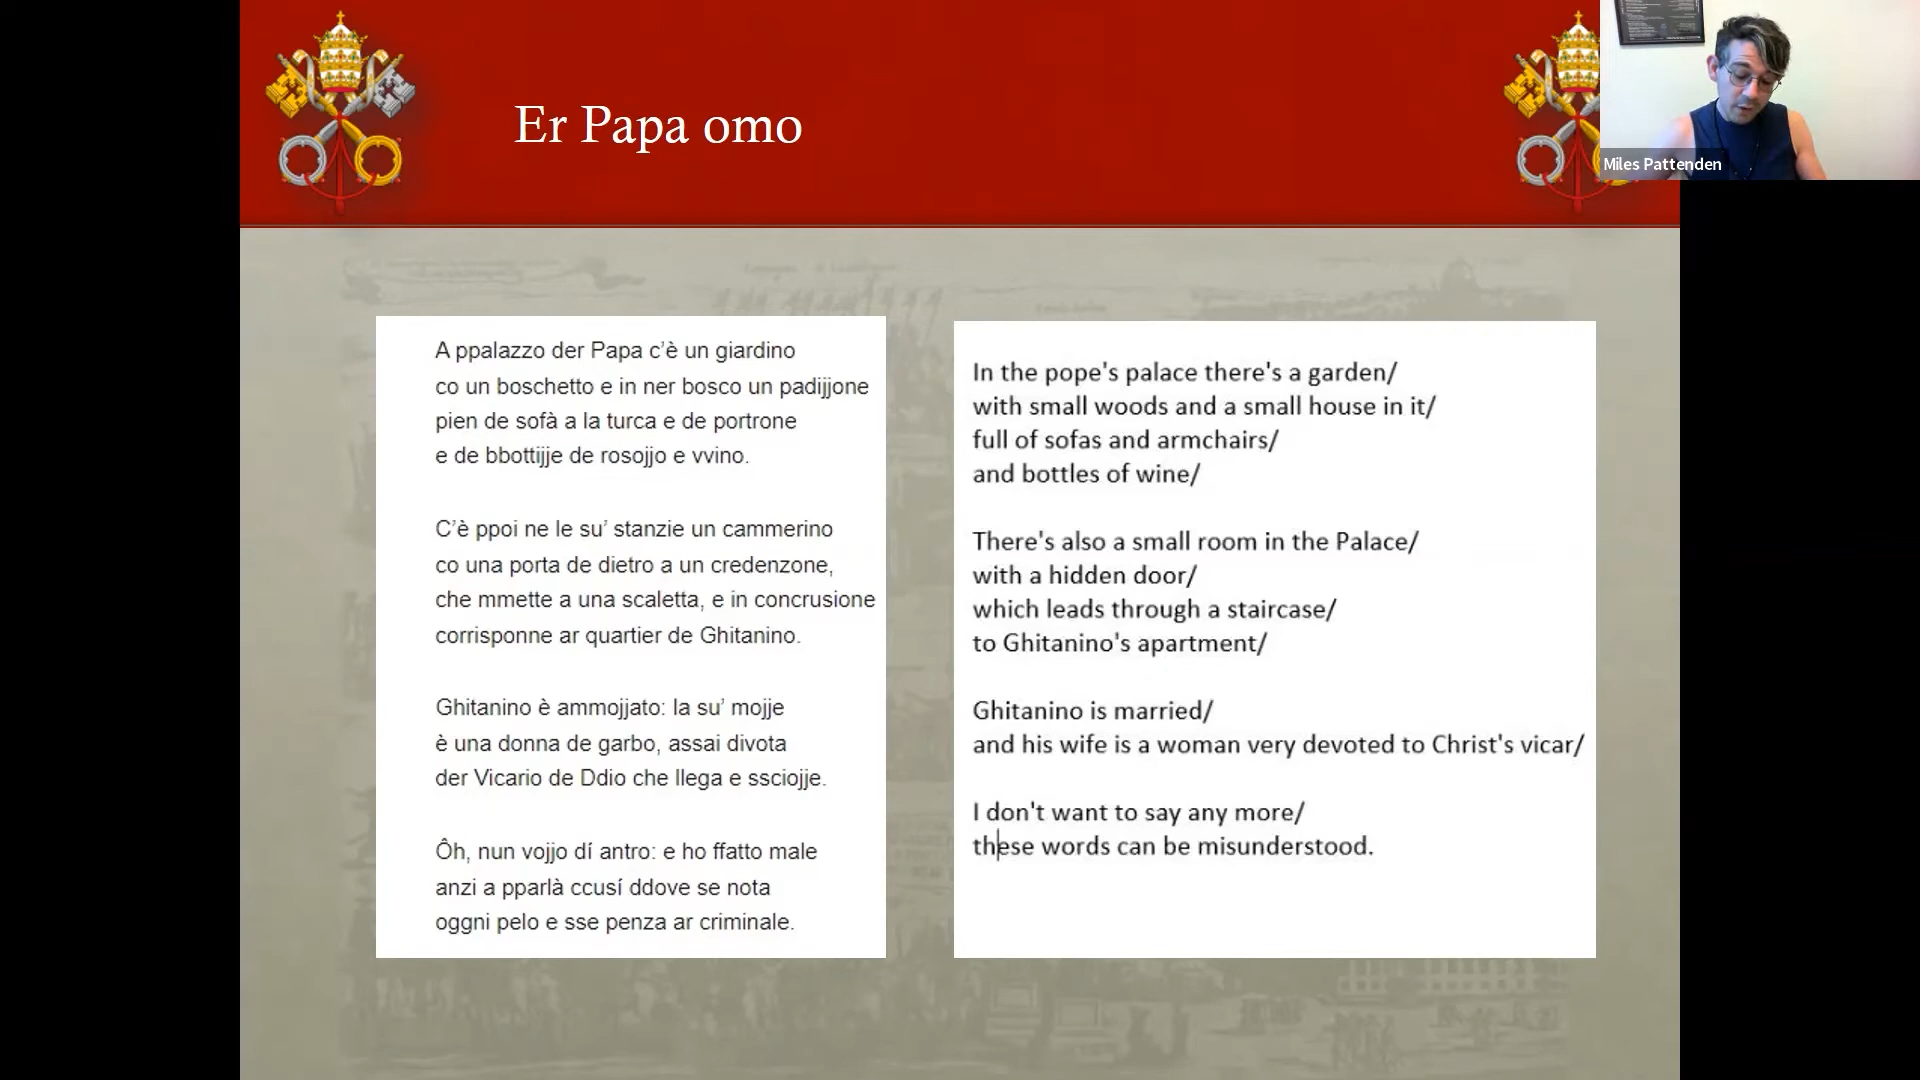 Er Papa omo
Miles Pattenden
A ppalazzo der Papa c’è un giardino
co un boschetto e in ner bosco un padijjone
pien de sofà a la turca e de portrone
e de bbottijje de rosojjo e vvino.
C’è ppoi ne le su’ stanzie un cammerino
co una porta de dietro a un credenzone,
che mmette a una scaletta, e in concrusione
corrisponne ar quartier de Ghitanino.
Ghitanino è ammojjato: la su’ mojje
è una donna de garbo, assai divota
der Vicario de Ddio che llega e ssciojje.
Ôh, nun vojjo dí antro: e ho ffatto male
anzi a pparlà ccusí ddove se nota
oggni pelo e sse penza ar criminale.
In the pope's palace there's a garden/
with small woods and a small house in it/
full of sofas and armchairs/
and bottles of wine/
There's also a small room in the Palace/
with a hidden door/
which leads through a staircase/
to Ghitanino's apartment/
Ghitanino is married/
and his wife is a woman very devoted to Christ's vicar/
I don't want to say any more/
these words can be misunderstood.